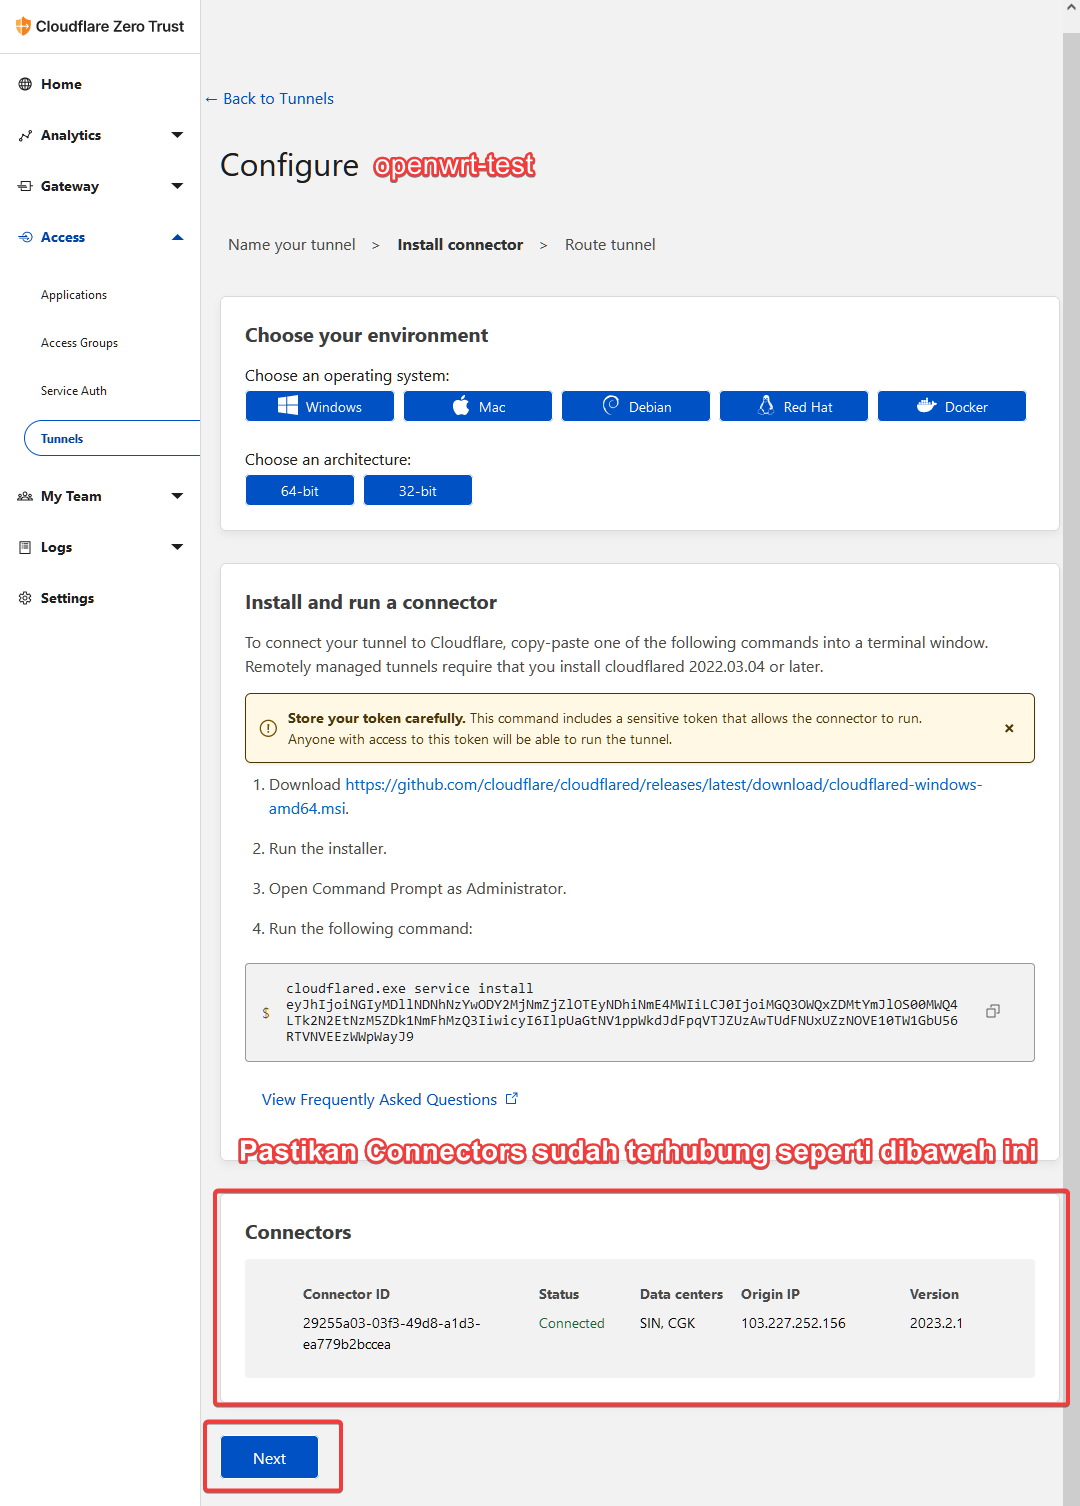 Cloudflare Zero Trust
Home
Analytics
Gateway
Access
Applications
Access Groups
Service Auth
Tunnels
My Team
Logs
Settings
← Back to Tunnels
Configure openwrt-test
Name your tunnel > Install connector > Route tunnel
Choose your environment
Choose an operating system:
Windows Mac Debian Red Hat Docker
Choose an architecture:
64-bit 32-bit
Install and run a connector
To connect your tunnel to Cloudflare, copy-paste one of the following commands into a terminal window.
Remotely managed tunnels require that you install cloudflared 2022.03.04 or later.
Store your token carefully. This command includes a sensitive token that allows the connector to run.
Anyone with access to this token will be able to run the tunnel.
1. Download https://github.com/cloudflare/cloudflared/releases/latest/download/cloudflared-windows-
amd64.msi.
2. Run the installer.
3. Open Command Prompt as Administrator.
4. Run the following command:
cloudflared.exe service install
$ eyJhIjoiNGIyMDllNDNhNzYwODY2MjNmZjZlOTEyNDhiNmE4MWIiLCJ0IjoiMGQ3OWQxZDMtYmJlOS00MWQ4
LTk2N2EtNzM5ZDk1NmFhMzQ3IiwicyI6IlpUaGtNV1ppWkdJdFpqVTJZUzAwTUdFNUxUZzNOVE10TW1GbU56
RTVNVEEzWWpWayJ9
View Frequently Asked Questions
Pastikan Connectors sudah terhubung seperti dibawah ini
Connectors
Connector ID Status Data centers Origin IP Version
29255a03-03f3-49d8-a1d3- Connected SIN, CGK 103.227.252.156 2023.2.1
ea779b2bccea
Next